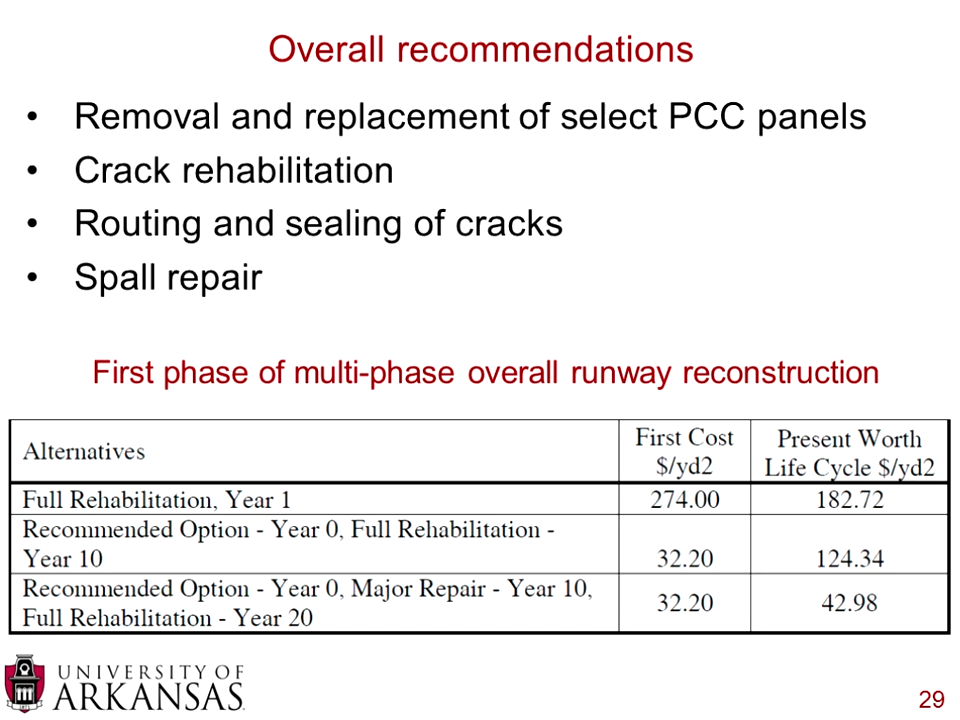 Overall recommendations
• Removal and replacement of select PCC panels
• Crack rehabilitation
• Routing and sealing of cracks
• Spall repair
First phase of multi-phase overall runway reconstruction
Alternatives
First Cost
$/yd2
Present Worth
Life Cycle $/yd2
Full Rehabilitation, Year 1
274.00
182.72
Recommended Option - Year 0, Full Rehabilitation -
Year 10
32.20
124.34
Recommended Option - Year 0, Major Repair - Year 10,
Full Rehabilitation - Year 20
32.20
42.98
UNIVERSITY OF
ARKANSAS
29